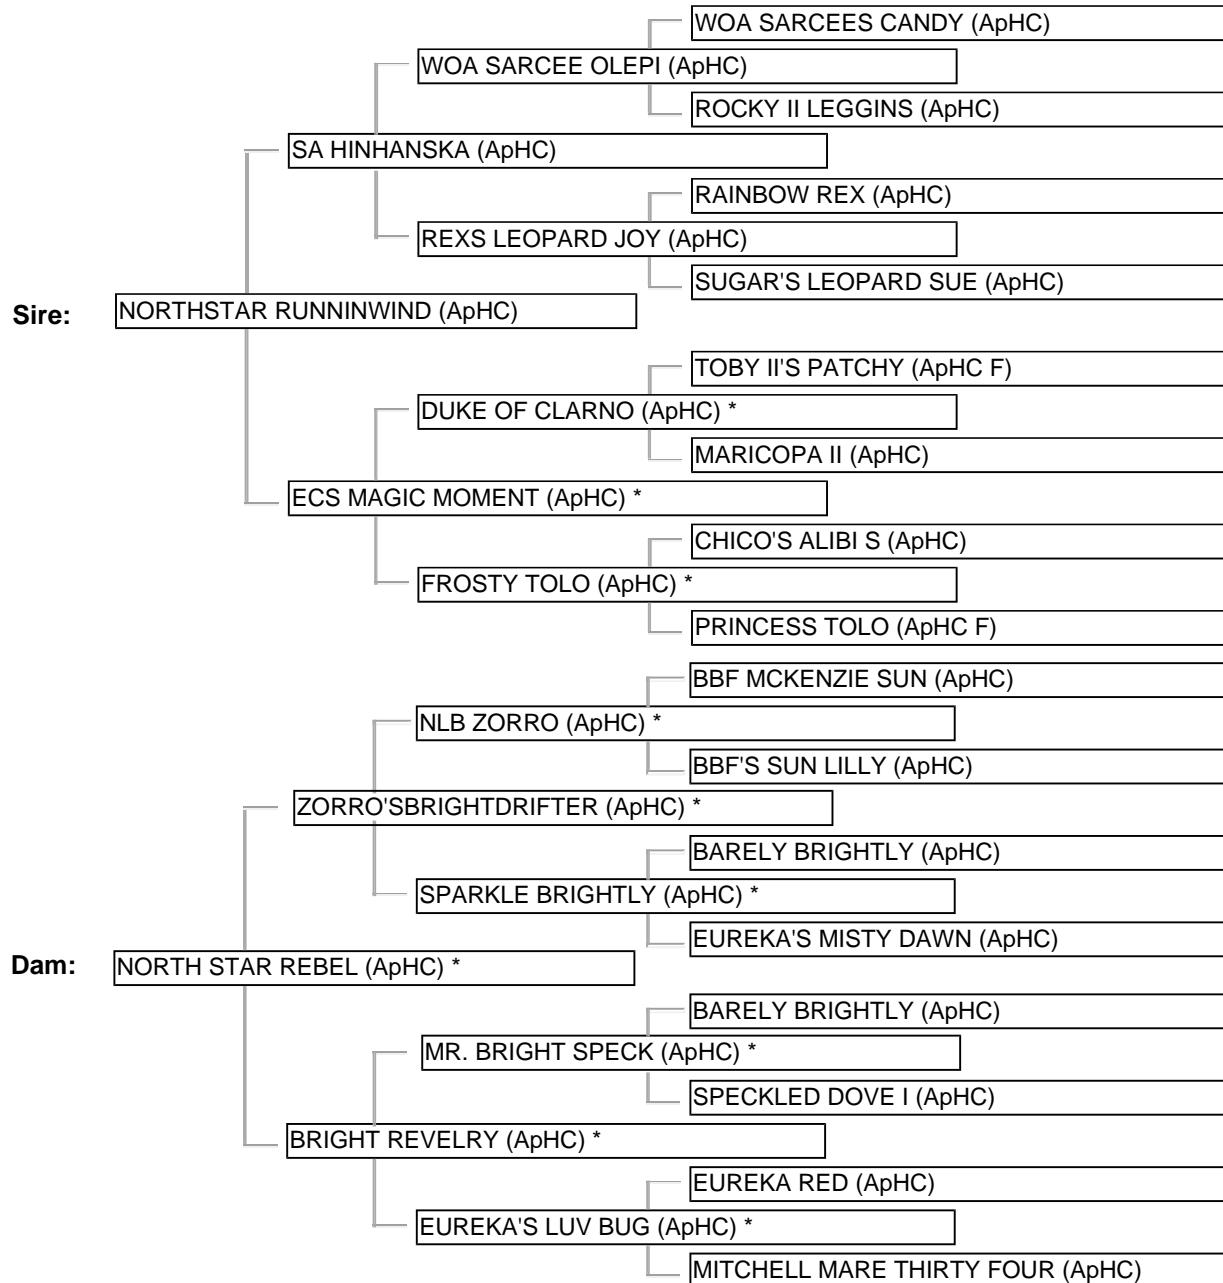 WOA SARCEES CANDY (ApHC)
WOA SARCEE OLEPI (ApHC)
ROCKY II LEGGINS (ApHC)
SA HINHANSKA (ApHC)
RAINBOW REX (ApHC)
REXS LEOPARD JOY (ApHC)
SUGAR'S LEOPARD SUE (ApHC)
Sire: NORTHSTAR RUNNINWIND (ApHC)
TOBY II'S PATCHY (ApHC F)
DUKE OF CLARNO (ApHC) *
MARICOPA II (ApHC)
ECS MAGIC MOMENT (ApHC) *
CHICO'S ALIBI S (ApHC)
FROSTY TOLO (ApHC) *
PRINCESS TOLO (ApHC F)
BBF MCKENZIE SUN (ApHC)
NLB ZORRO (ApHC) *
BBF'S SUN LILLY (ApHC)
ZORRO'SBRIGHTDRIFTER (ApHC) *
BARELY BRIGHTLY (ApHC)
SPARKLE BRIGHTLY (ApHC) *
EUREKA'S MISTY DAWN (ApHC)
Dam: NORTH STAR REBEL (ApHC) *
BARELY BRIGHTLY (ApHC)
MR. BRIGHT SPECK (ApHC) *
SPECKLED DOVE I (ApHC)
BRIGHT REVELRY (ApHC) *
EUREKA RED (ApHC)
EUREKA'S LUV BUG (ApHC) *
MITCHELL MARE THIRTY FOUR (ApHC)